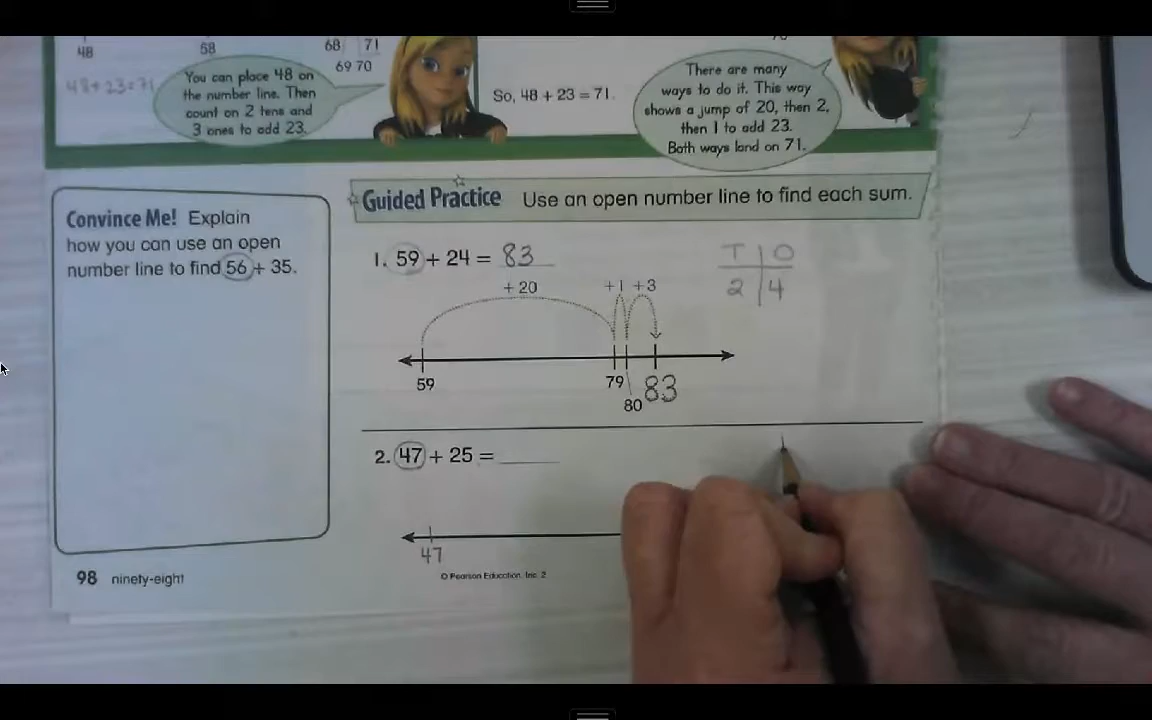 48
58
68 71
69 70
48+23=71
You can place 48 on
the number line. Then
count on 2 tens and
3 ones to add 23.
So, 48 + 23 = 71.
There are many
ways to do it. This way
shows a jump of 20, then 2,
then 1 to add 23.
Both ways land on 71.
Convince Me! Explain
how you can use an open
number line to find 56 + 35.
Guided Practice Use an open number line to find each sum.
1. 59 + 24 = 83
T O
2 4
+ 20 +1 +3
59 79 83
80
2. 47 + 25 =
47
98 ninety-eight
© Pearson Education, Inc. 2